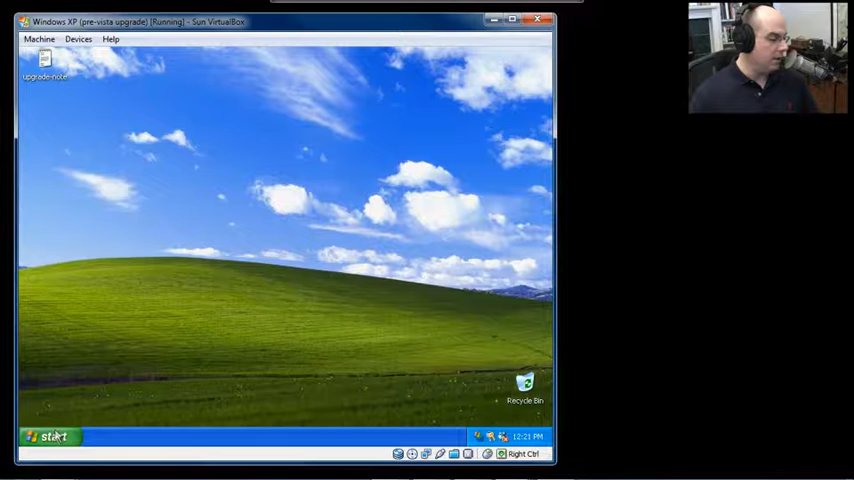 Windows XP (pre-vista upgrade) [Running] - Sun VirtualBox
Machine Devices Help
upgrade-note
Recycle Bin
start
12:21 PM
Right Ctrl